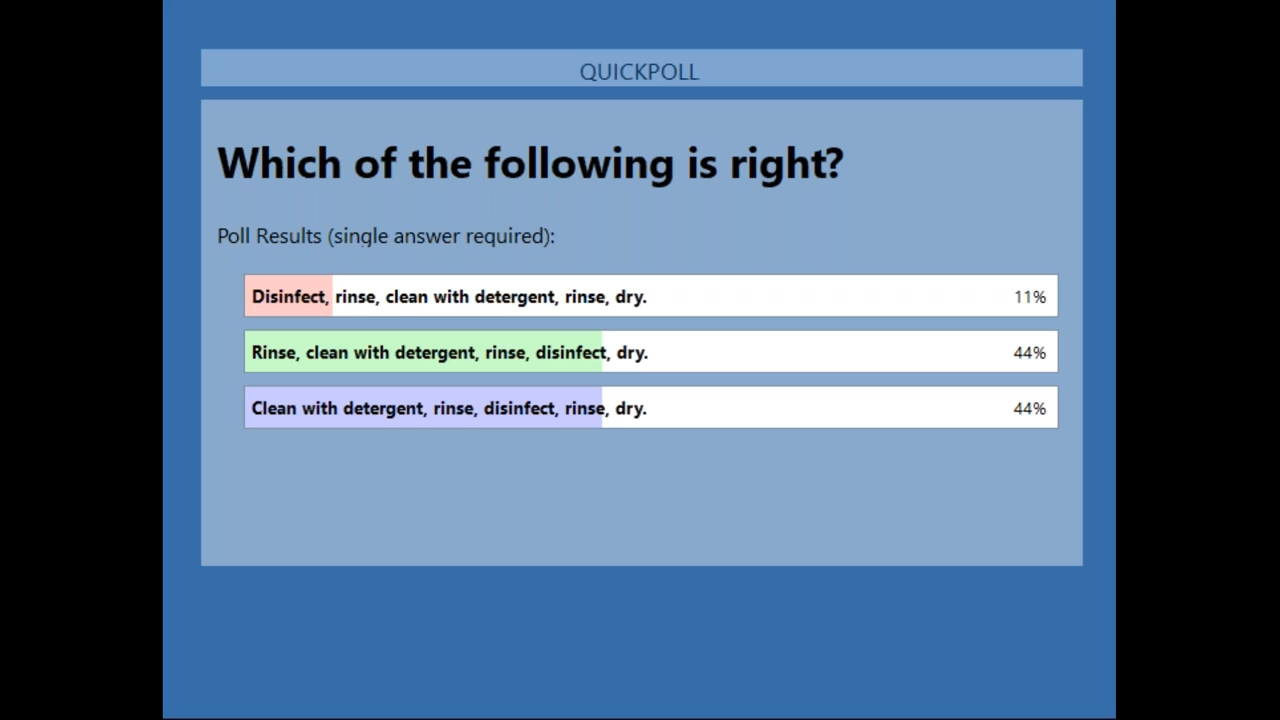 QUICKPOLL
Which of the following is right?
Poll Results (single answer required):
Disinfect, rinse, clean with detergent, rinse, dry. 11%
Rinse, clean with detergent, rinse, disinfect, dry. 44%
Clean with detergent, rinse, disinfect, rinse, dry. 44%